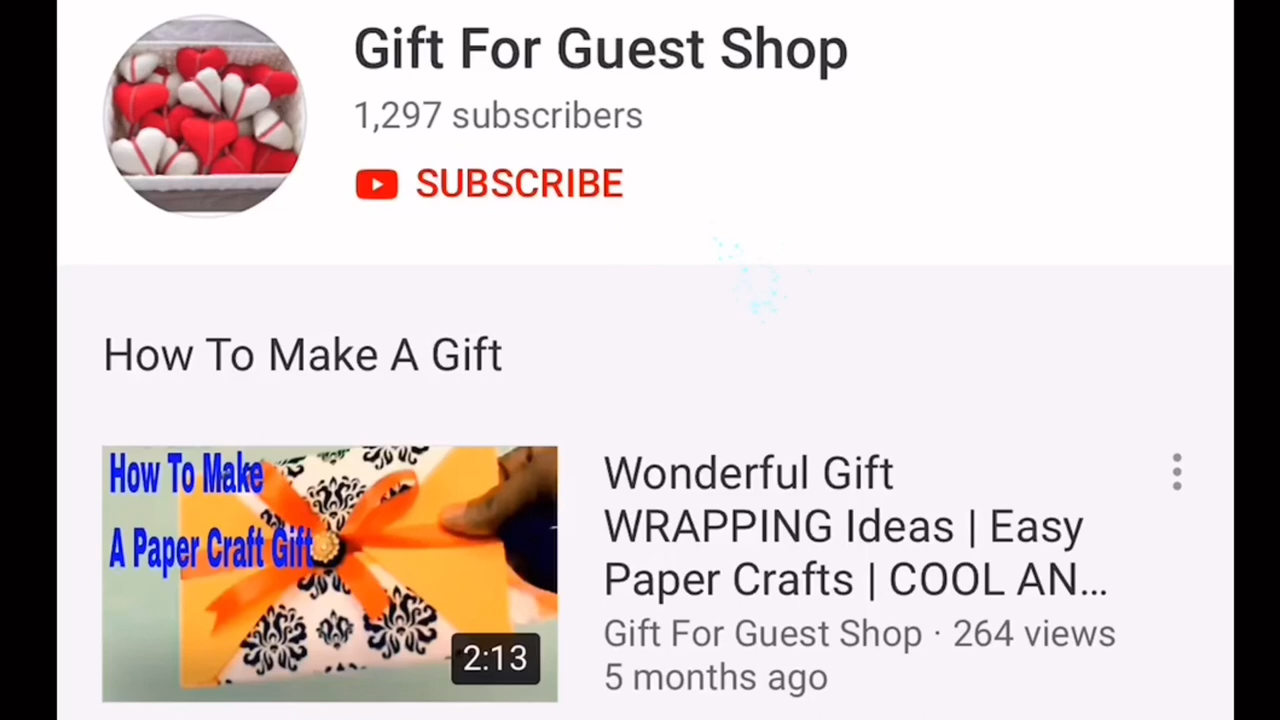 Gift For Guest Shop
1,297 subscribers
SUBSCRIBE
How To Make A Gift
How To Make
A Paper Craft Gift
2:13
Wonderful Gift
WRAPPING Ideas | Easy
Paper Crafts | COOL AN...
Gift For Guest Shop · 264 views
5 months ago